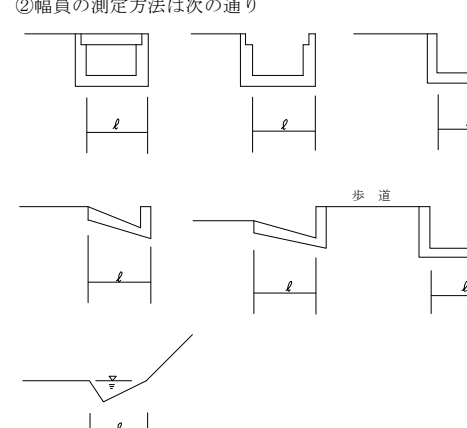 ②幅員の測定方法は次の通り
ℓ ℓ
歩 道
ℓ ℓ ℓ
ℓ